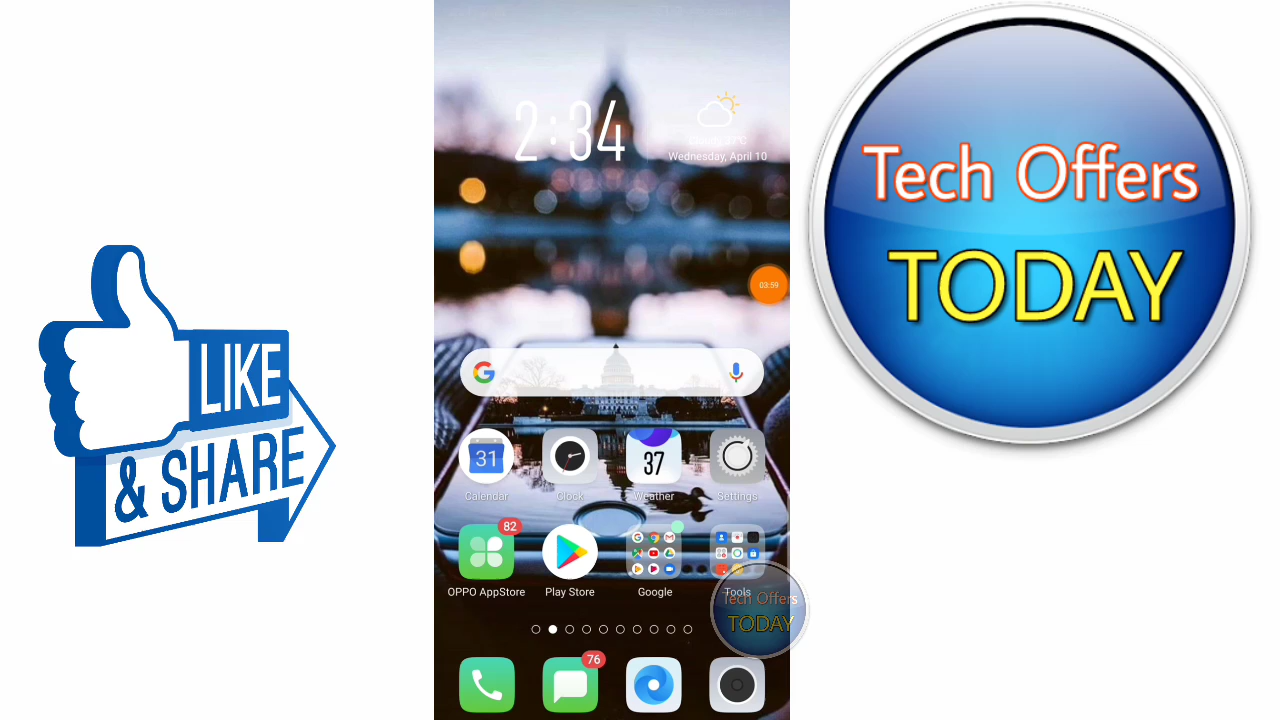 LIKE
& SHARE
2:34
Wednesday, April 10
03:59
31
37
Calendar
Clock
Weather
Settings
82
OPPO AppStore
Play Store
Google
Tools
76
Tech Offers
TODAY
Tech Offers
TODAY